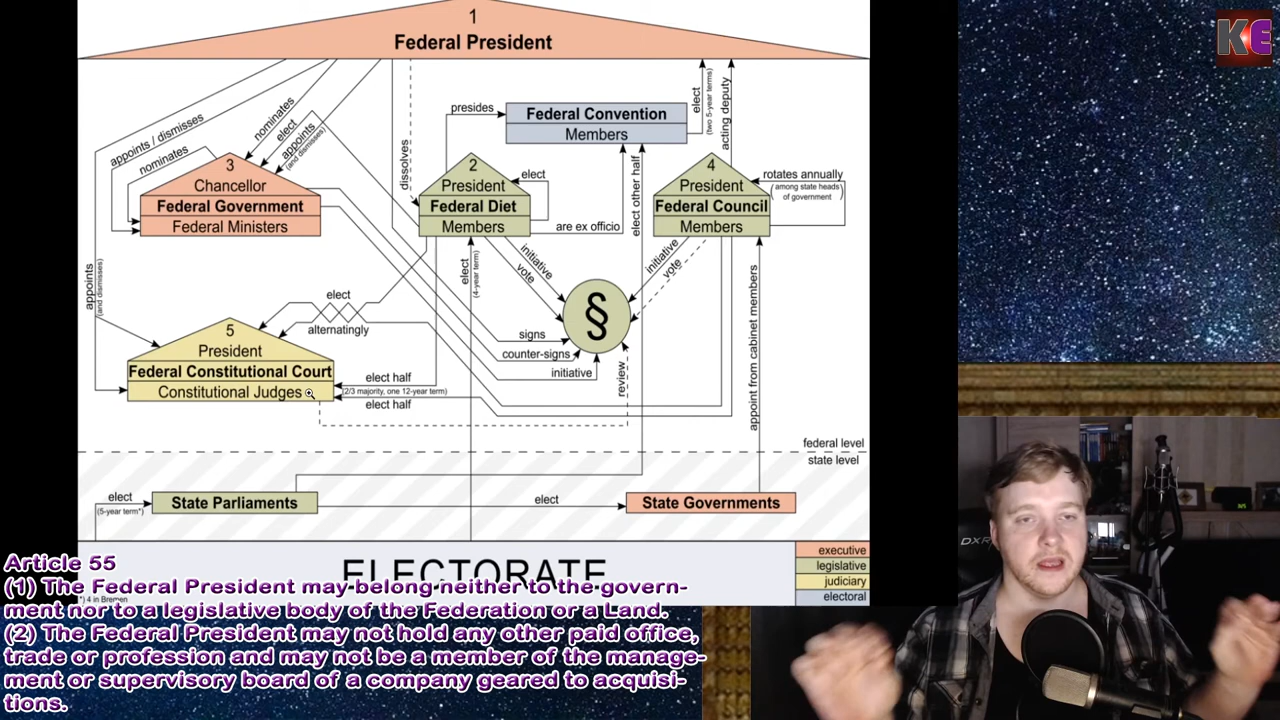 KE
1
Federal President
appoints / dismisses
nominates
nominates
elect
appoints
(and dismisses)
dissolves
presides
Federal Convention
Members
elect
(two 5-year terms)
acting deputy
3
Chancellor
Federal Government
Federal Ministers
2
President
Federal Diet
Members
elect
are ex officio
elect other half
4
President
Federal Council
Members
rotates annually
(among state heads
of government)
initiative
vote
initiative
vote
appoints
(and dismisses)
elect
alternatingly
elect
(4-year term)
§
signs
counter-signs
initiative
review
appoint from cabinet members
5
President
Federal Constitutional Court
Constitutional Judges
elect half
(2/3 majority, one 12-year term)
elect half
federal level
state level
elect
(5-year term*)
State Parliaments
elect
State Governments
ELECTORATE
*) 4 in Bremen
executive
legislative
judiciary
electoral
Article 55
(1) The Federal President may belong neither to the govern-
ment nor to a legislative body of the Federation or a Land.
(2) The Federal President may not hold any other paid office,
trade or profession and may not be a member of the manage-
ment or supervisory board of a company geared to acquisi-
tions.
DXR